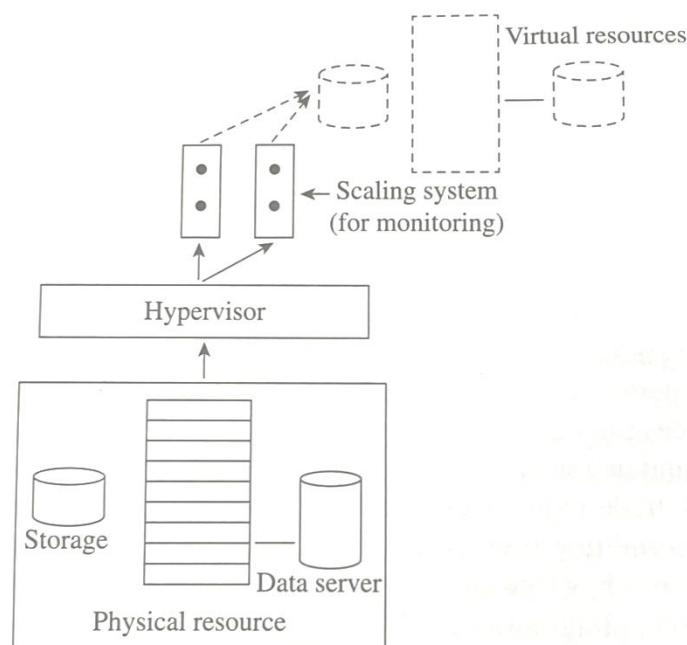 Virtual resources
Scaling system
(for monitoring)
Hypervisor
Storage
Data server
Physical resource